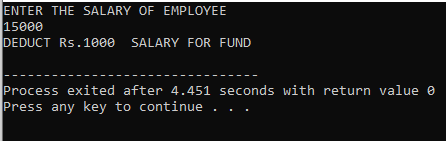 ENTER THE SALARY OF EMPLOYEE
15000
DEDUCT Rs.1000  SALARY FOR FUND
--------------------------------
Process exited after 4.451 seconds with return value 0
Press any key to continue . . .